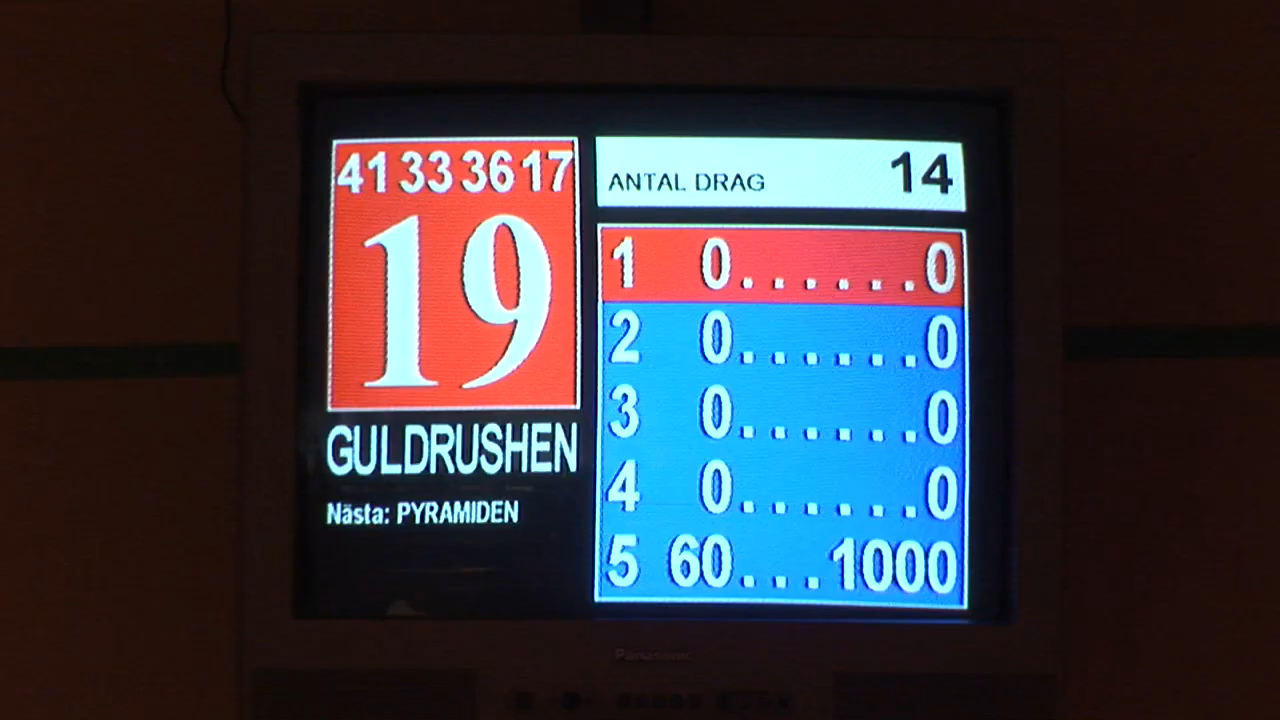 41 33 36 17
19
GULDRUSHEN
Nästa: PYRAMIDEN
ANTAL DRAG 14
1 0......0
2 0......0
3 0......0
4 0......0
5 60...1000
Panasonic